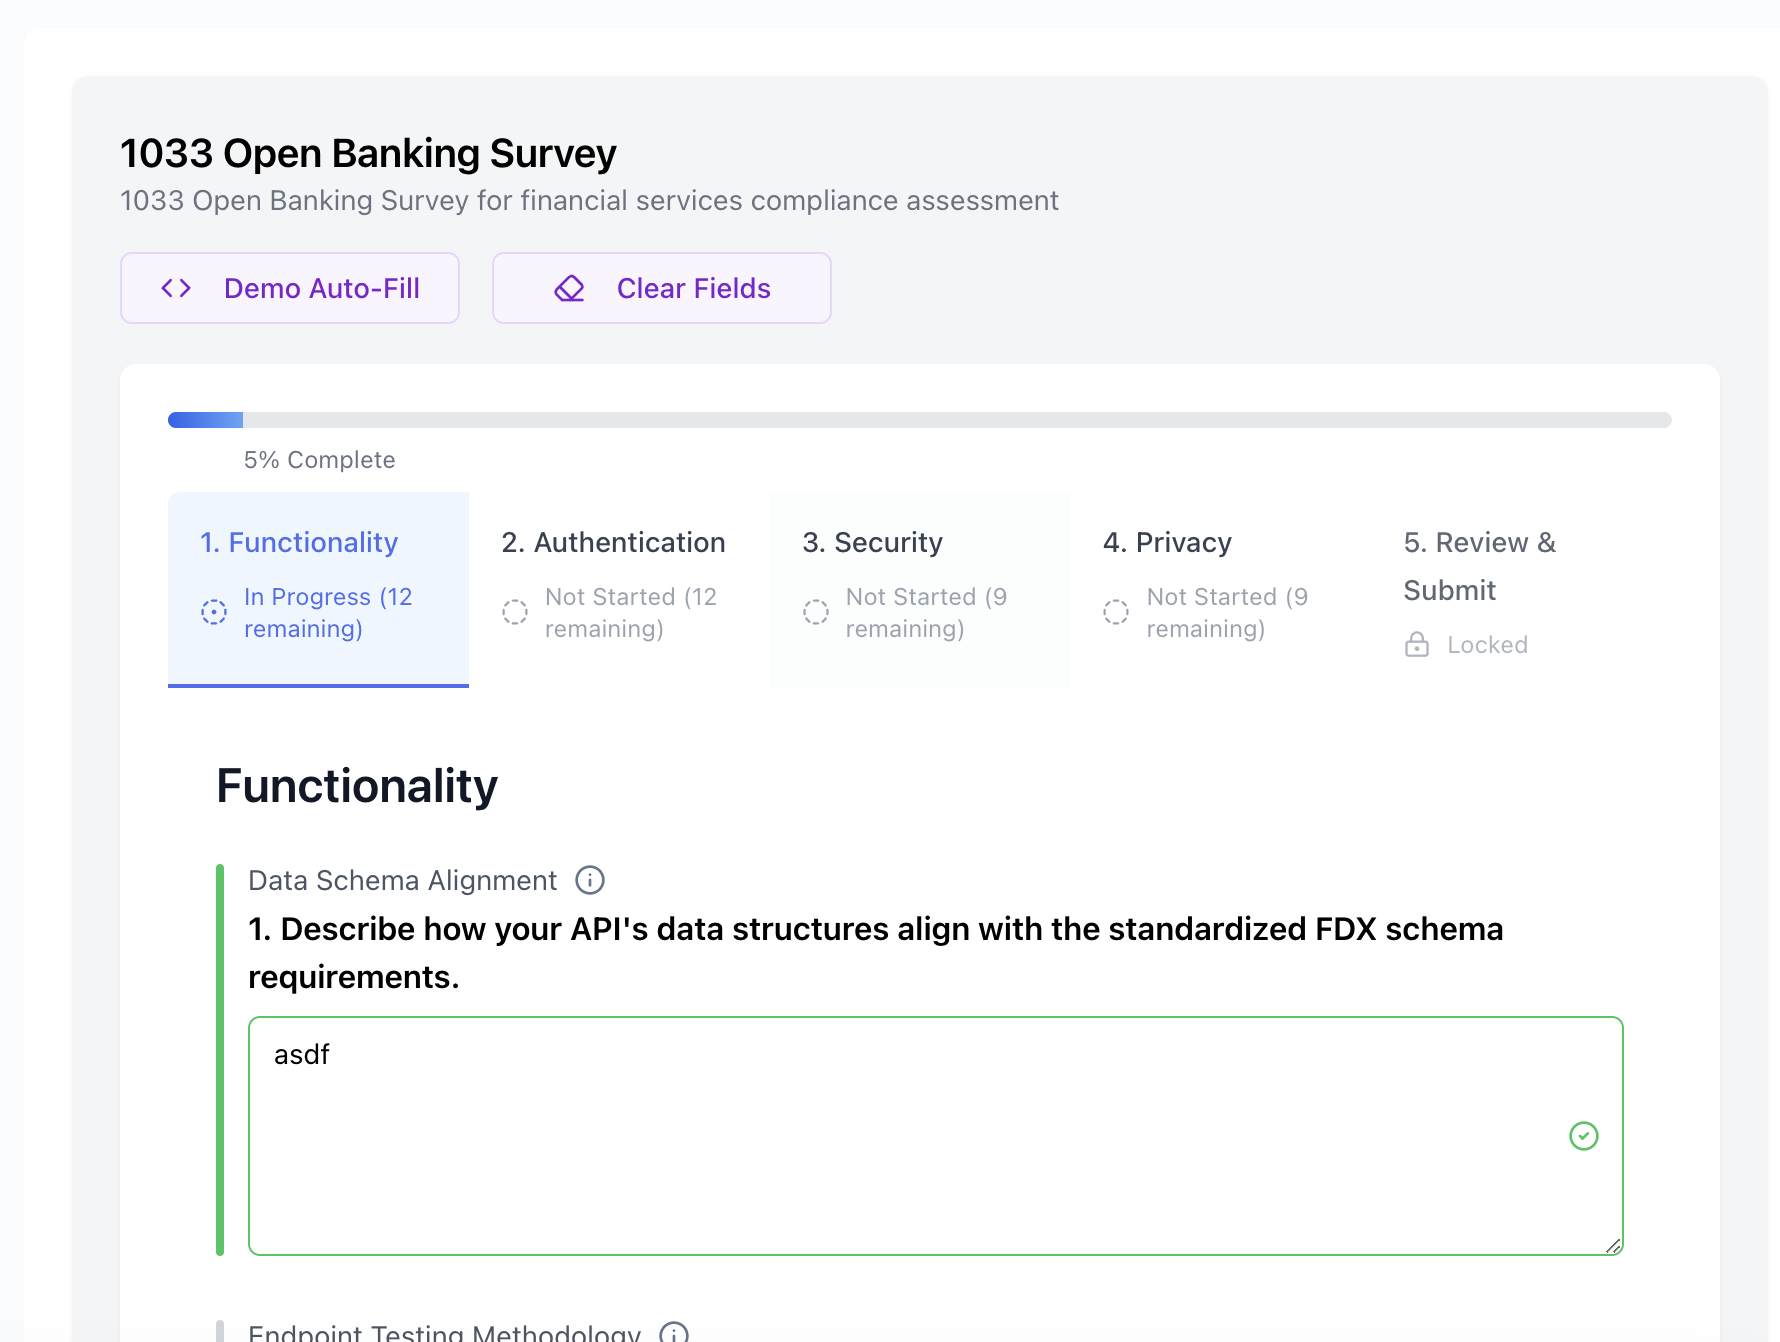 1033 Open Banking Survey
1033 Open Banking Survey for financial services compliance assessment
Demo Auto-Fill
Clear Fields
5% Complete
1. Functionality
In Progress (12
remaining)
2. Authentication
Not Started (12
remaining)
3. Security
Not Started (9
remaining)
4. Privacy
Not Started (9
remaining)
5. Review &
Submit
Locked
Functionality
Data Schema Alignment
1. Describe how your API's data structures align with the standardized FDX schema
requirements.
asdf
Endpoint Testing Methodology